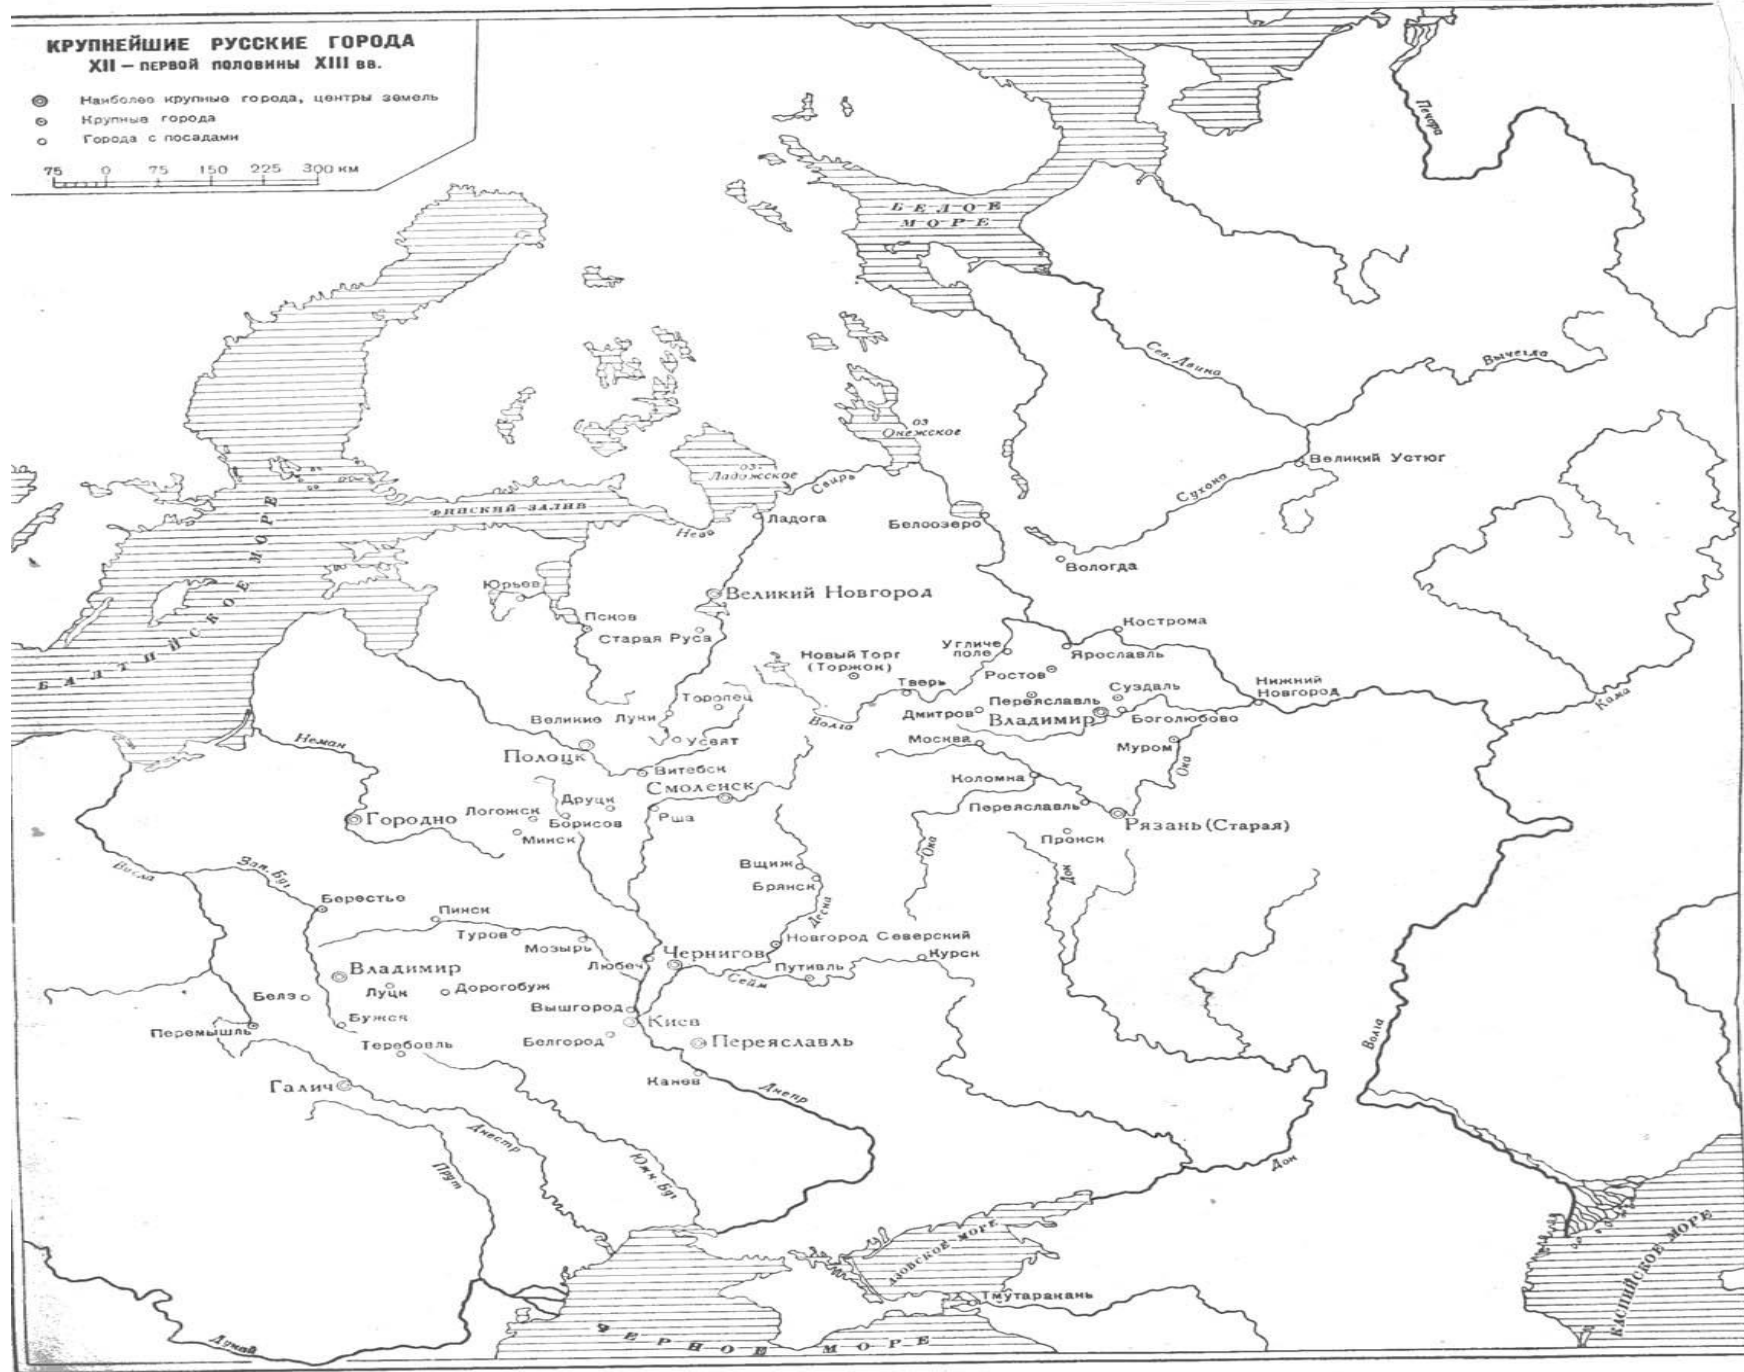 КРУПНЕЙШИЕ РУССКИЕ ГОРОДА
XII – ПЕРВОЙ ПОЛОВИНЫ XIII ВВ.
Наиболее крупные города, центры земель
Крупные города
Города с посадами
75 0 75 150 225 300 км
Печора
БЕЛОЕ
МОРЕ
Сев. Двина
Вычегда
оз
Онежское
оз.
Ладожское
Свирь
Великий Устюг
Сухона
ФИНСКИЙ ЗАЛИВ
Нева
Ладога
Белоозеро
Вологда
БАЛТИЙСКОЕ МОРЕ
Юрьев
Великий Новгород
Псков
Старая Руса
Кострома
Угличе
поле
Ярославль
Новый Торг
(Торжок)
Ростов
Тверь
Нижний
Новгород
Кама
Торопец
Переяславль
Суздаль
Великие Луки
Волга
Дмитров
Владимир
Боголюбово
Неман
Усвят
Москва
Муром
Полоцк
Витебск
Ока
Смоленск
Коломна
Друцк
Переяславль
Городно
Логожск
Борисов
Рша
Рязань (Старая)
Минск
Пронск
Ока
Висла
Зап. Буг
Вщиж
Дон
Брянск
Берестье
Пинск
Десна
Туров
Мозырь
Новгород Северский
Чернигов
Курск
Любеч
Путивль
Владимир
Сейм
Луцк
Дорогобуж
Белз
Вышгород
Бужск
Киев
Перемышль
Волга
Теребовль
Белгород
Переяславль
Галич
Канев
Днепр
Днестр
Прут
Южн. Буг
Дон
АЗОВСКОЕ МОРЕ
КАСПИЙСКОЕ МОРЕ
Тмутаракань
Дунай
ЧЕРНОЕ МОРЕ